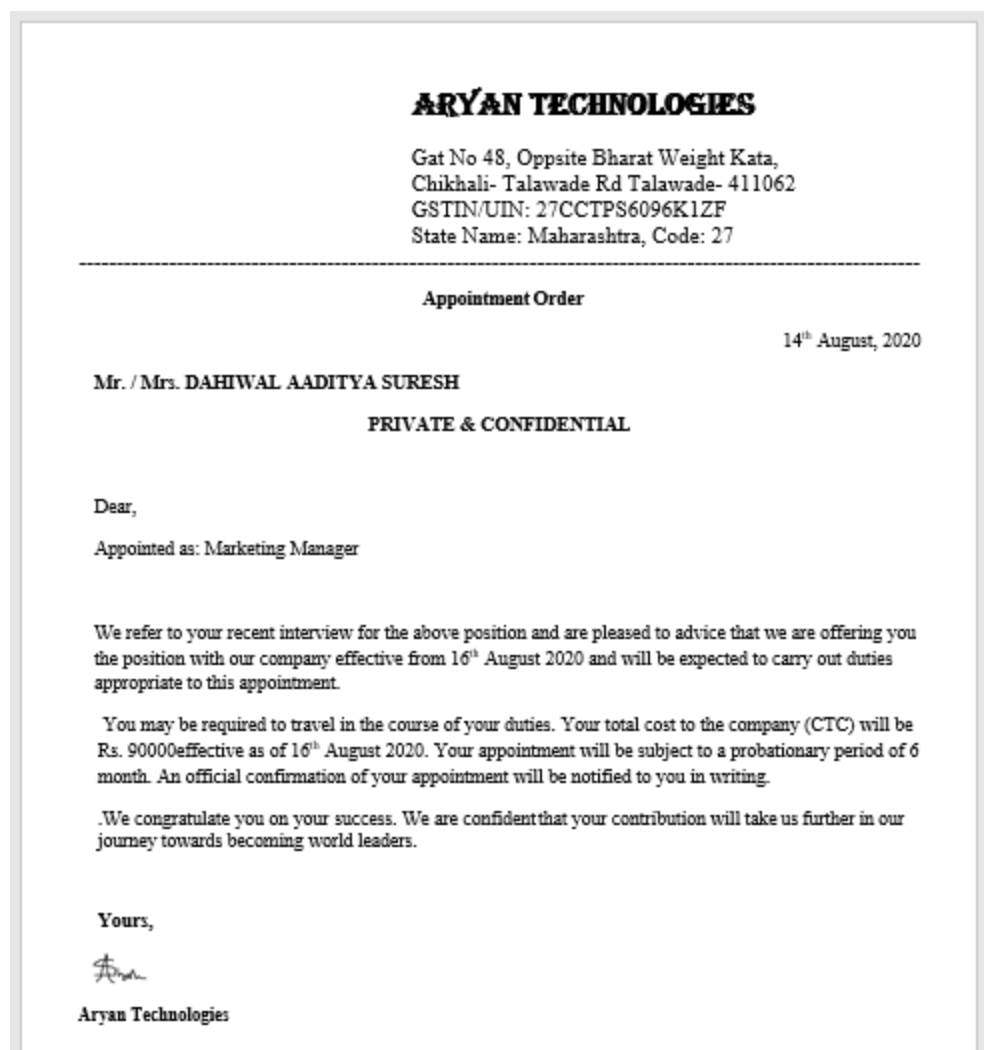 ARYAN TECHNOLOGIES
Gat No 48, Oppsite Bharat Weight Kata,
Chikhali- Talawade Rd Talawade- 411062
GSTIN/UIN: 27CCTPS6096K1ZF
State Name: Maharashtra, Code: 27
Appointment Order
14th August, 2020
Mr. / Mrs. DAHIWAL AADITYA SURESH
PRIVATE & CONFIDENTIAL
Dear,
Appointed as: Marketing Manager
We refer to your recent interview for the above position and are pleased to advice that we are offering you
the position with our company effective from 16th August 2020 and will be expected to carry out duties
appropriate to this appointment.
You may be required to travel in the course of your duties. Your total cost to the company (CTC) will be
Rs. 90000effective as of 16th August 2020. Your appointment will be subject to a probationary period of 6
month. An official confirmation of your appointment will be notified to you in writing.
.We congratulate you on your success. We are confident that your contribution will take us further in our
journey towards becoming world leaders.
Yours,
Aryan Technologies